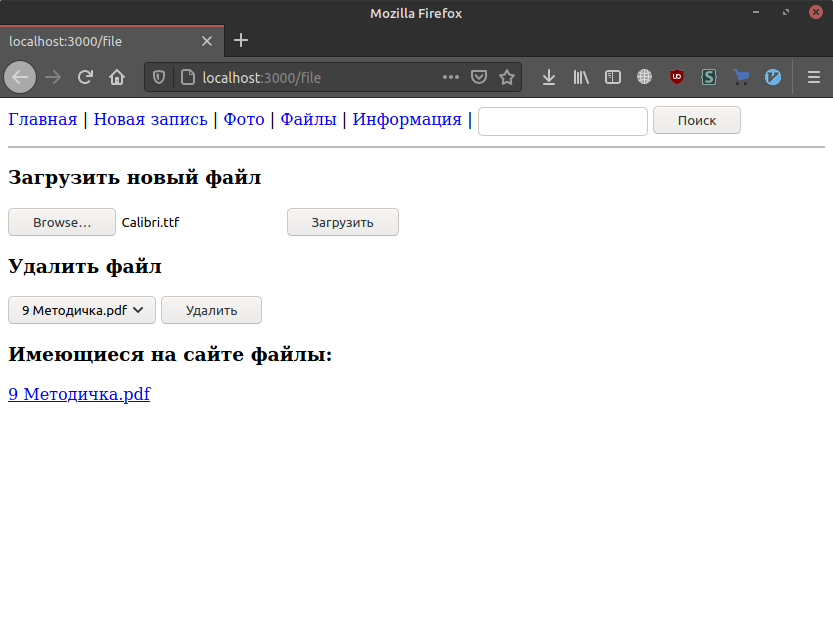 Mozilla Firefox
localhost:3000/file
localhost:3000/file
Главная | Новая запись | Фото | Файлы | Информация | Поиск
Загрузить новый файл
Browse... Calibri.ttf Загрузить
Удалить файл
9 Методичка.pdf Удалить
Имеющиеся на сайте файлы:
9 Методичка.pdf